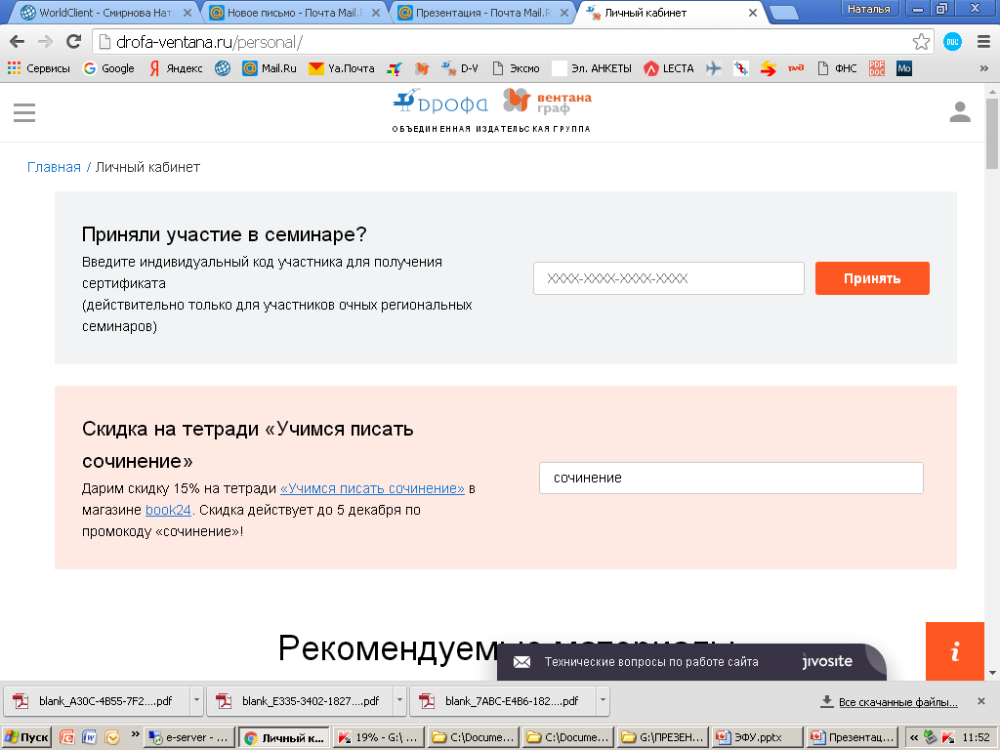 WorldClient - Смирнова Нат
Новое письмо - Почта Mail.R
Презентация - Почта Mail.R
Личный кабинет
Наталья
drofa-ventana.ru/personal/
Сервисы
Google
Яндекс
Mail.Ru
Ya.Почта
D-V
Эксмо
Эл. АНКЕТЫ
LECTA
ФНС
PDF DOC
Mo
»
дрофа
вентана
граф
ОБЪЕДИНЕННАЯ ИЗДАТЕЛЬСКАЯ ГРУППА
Главная / Личный кабинет
Приняли участие в семинаре?
Введите индивидуальный код участника для получения
сертификата
(действительно только для участников очных региональных
семинаров)
XXXX-XXXX-XXXX-XXXX
Принять
Скидка на тетради «Учимся писать
сочинение»
Дарим скидку 15% на тетради «Учимся писать сочинение» в
магазине book24. Скидка действует до 5 декабря по
промокоду «сочинение»!
сочинение
Рекомендуемые материалы
Технические вопросы по работе сайта
jivosite
i
blank_A30C-4B55-7F2....pdf
blank_E335-3402-1827....pdf
blank_7ABC-E4B6-182....pdf
Все скачанные файлы...
Пуск
»
e-server - ...
Личный к...
19% - G:\ ...
C:\Docume...
C:\Docume...
G:\ПРЕЗЕН...
ЭФУ.pptx
Презентац...
«
11:52